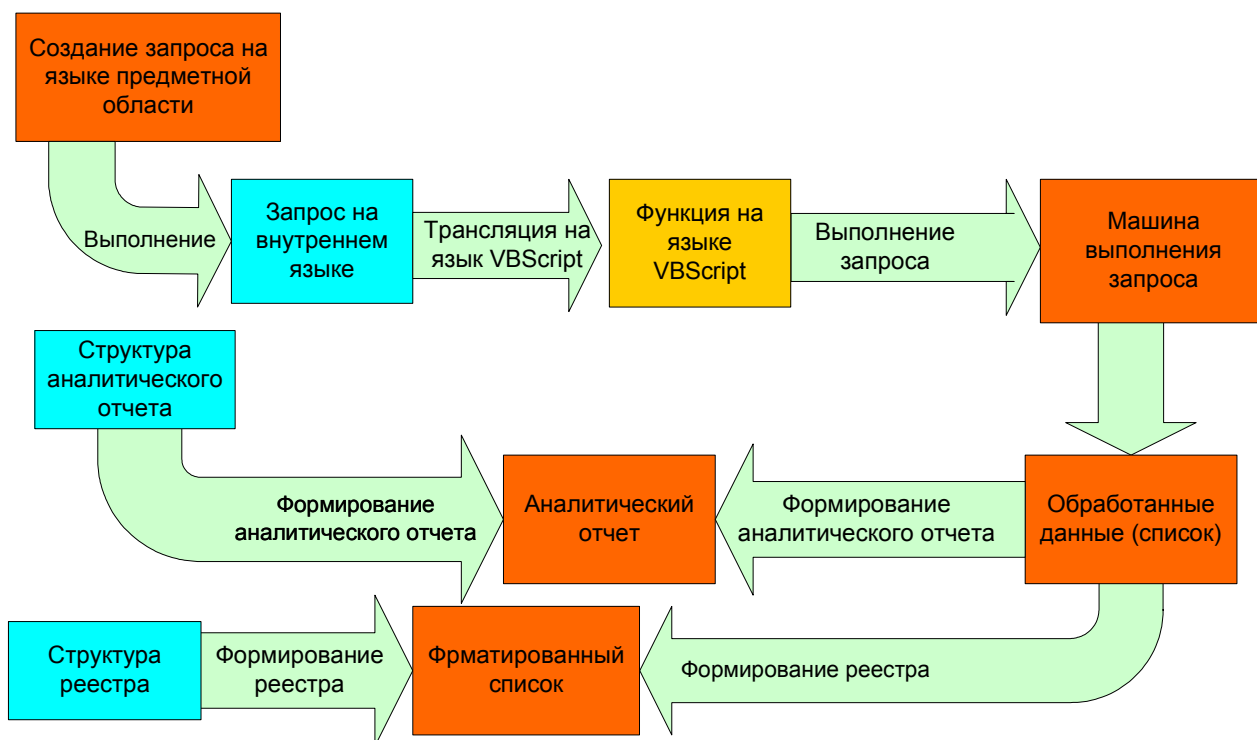 Создание запроса на
языке предметной
области
Выполнение
Запрос на
внутреннем
языке
Трансляция на
язык VBScript
Функция на
языке
VBScript
Выполнение
запроса
Машина
выполнения
запроса
Структура
аналитического
отчета
Формирование
аналитического отчета
Аналитический
отчет
Формирование
аналитического отчета
Обработанные
данные (список)
Структура
реестра
Формирование
реестра
Фрматированный
список
Формирование реестра